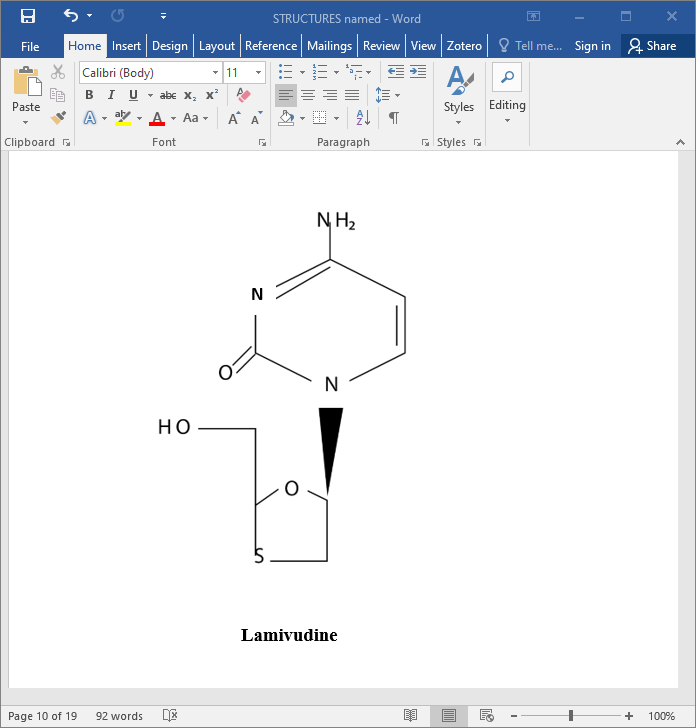 STRUCTURES named - Word
File Home Insert Design Layout Reference Mailings Review View Zotero Tell me... Sign in Share
Calibri (Body) 11
Paste Styles Editing
B I U abc x₂ x²
A ab A Aa A A A Z ¶
Clipboard Font Paragraph Styles
NH₂
N
O
N
HO
O
S
Lamivudine
Page 10 of 19 92 words 100%